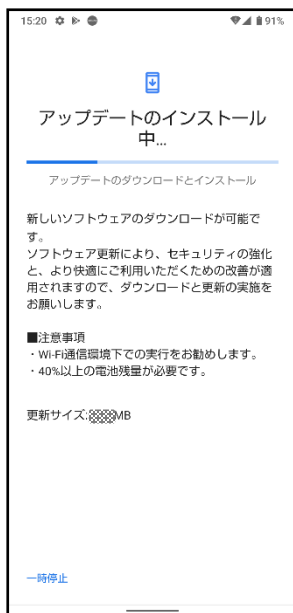 15:20 91%
アップデートのインストール
中...
アップデートのダウンロードとインストール
新しいソフトウェアのダウンロードが可能で
す。
ソフトウェア更新により、セキュリティの強化
と、より快適にご利用いただくための改善が適
用されますので、ダウンロードと更新の実施を
お願いします。
■注意事項
・Wi-Fi通信環境下での実行をお勧めします。
・40%以上の電池残量が必要です。
更新サイズ:MB
一時停止